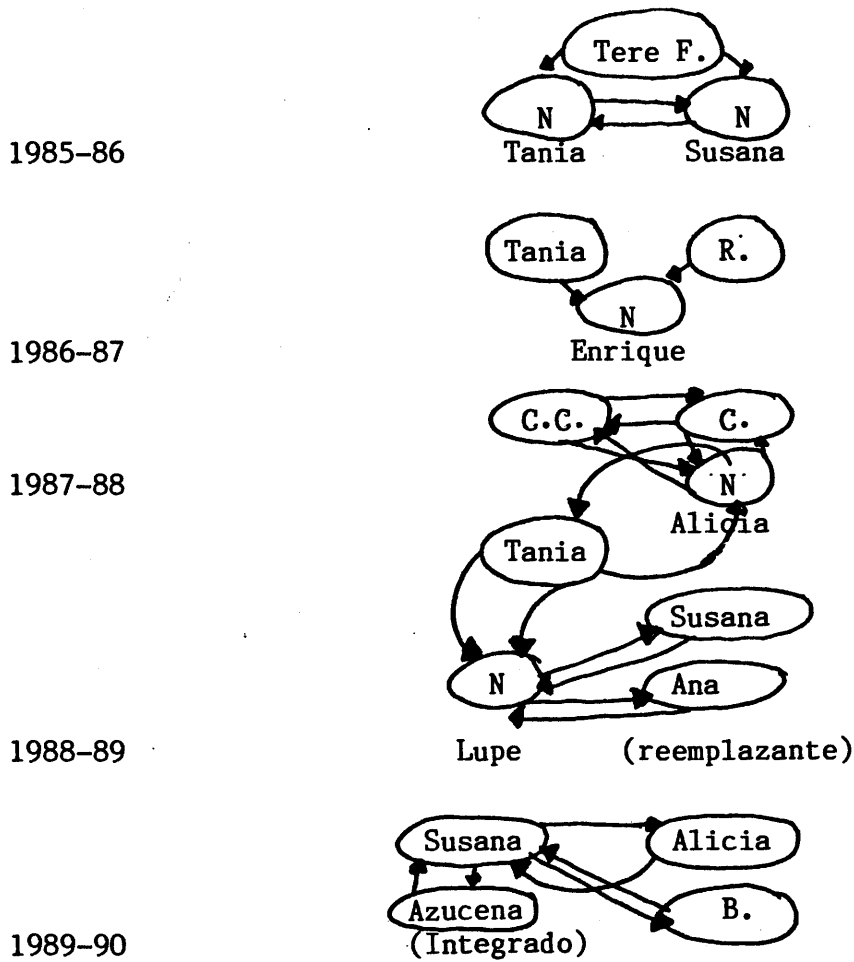 Tere F.
N N
1985-86 Tania Susana
Tania R.
N
1986-87 Enrique
C.C. C.
1987-88 N
Alicia
Tania
Susana
N Ana
1988-89 Lupe (reemplazante)
Susana Alicia
Azucena B.
1989-90 (Integrado)